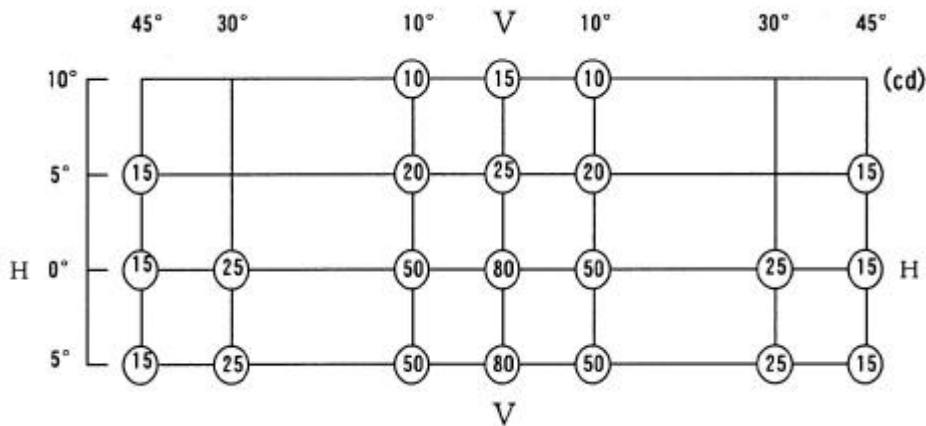 45° 30° 10° V 10° 30° 45°
10° 10 15 10 (cd)
5° 15 20 25 20 15
H 0° 15 25 50 80 50 25 15 H
5° 15 25 50 80 50 25 15
V